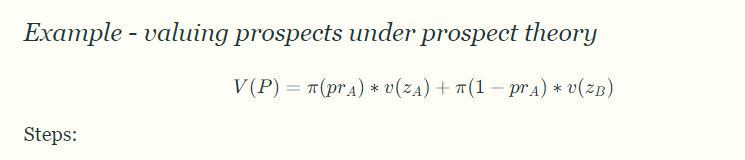 Example - valuing prospects under prospect theory
V(P) = π(pr_A) * v(z_A) + π(1 − pr_A) * v(z_B)
Steps: